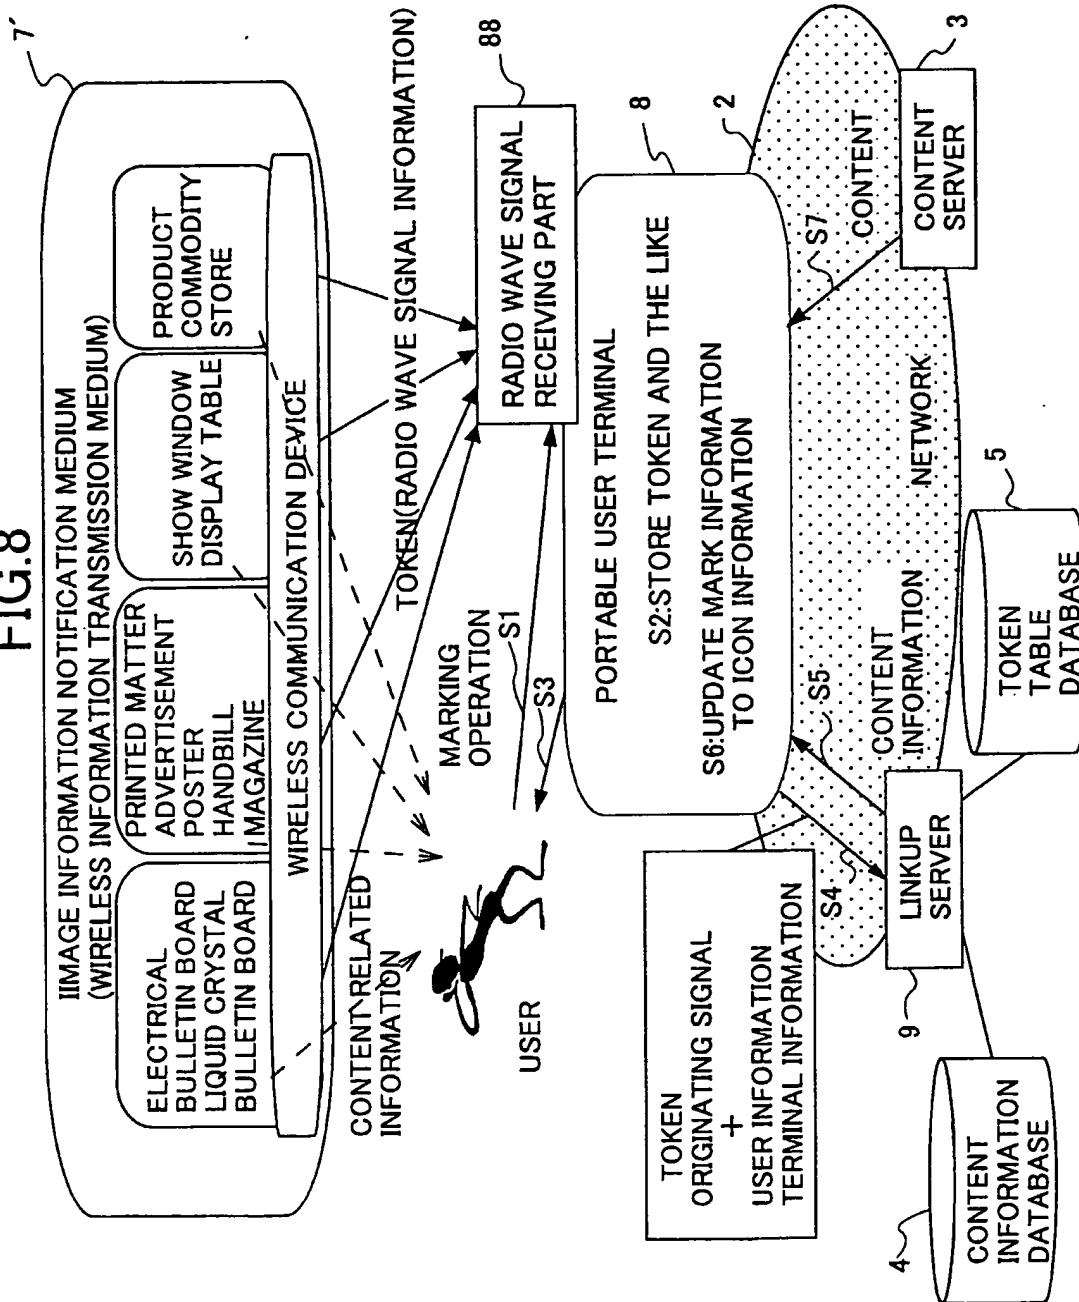 FIG.8
7´
IIMAGE INFORMATION NOTIFICATION MEDIUM
(WIRELESS INFORMATION TRANSMISSION MEDIUM)
ELECTRICAL
BULLETIN BOARD
LIQUID CRYSTAL
BULLETIN BOARD
PRINTED MATTER
ADVERTISEMENT
POSTER
HANDBILL
MAGAZINE
SHOW WINDOW
DISPLAY TABLE
PRODUCT
COMMODITY
STORE
WIRELESS COMMUNICATION DEVICE
CONTENT-RELATED
INFORMATION
TOKEN(RADIO WAVE SIGNAL INFORMATION)
MARKING
OPERATION
S1
S3
USER
88
RADIO WAVE SIGNAL
RECEIVING PART
8
PORTABLE USER TERMINAL
S2:STORE TOKEN AND THE LIKE
S6:UPDATE MARK INFORMATION
TO ICON INFORMATION
TOKEN
ORIGINATING SIGNAL
+
USER INFORMATION
TERMINAL INFORMATION
2
S4
S5
CONTENT
INFORMATION
S7
CONTENT
NETWORK
9
LINKUP
SERVER
3
CONTENT
SERVER
4
CONTENT
INFORMATION
DATABASE
5
TOKEN
TABLE
DATABASE